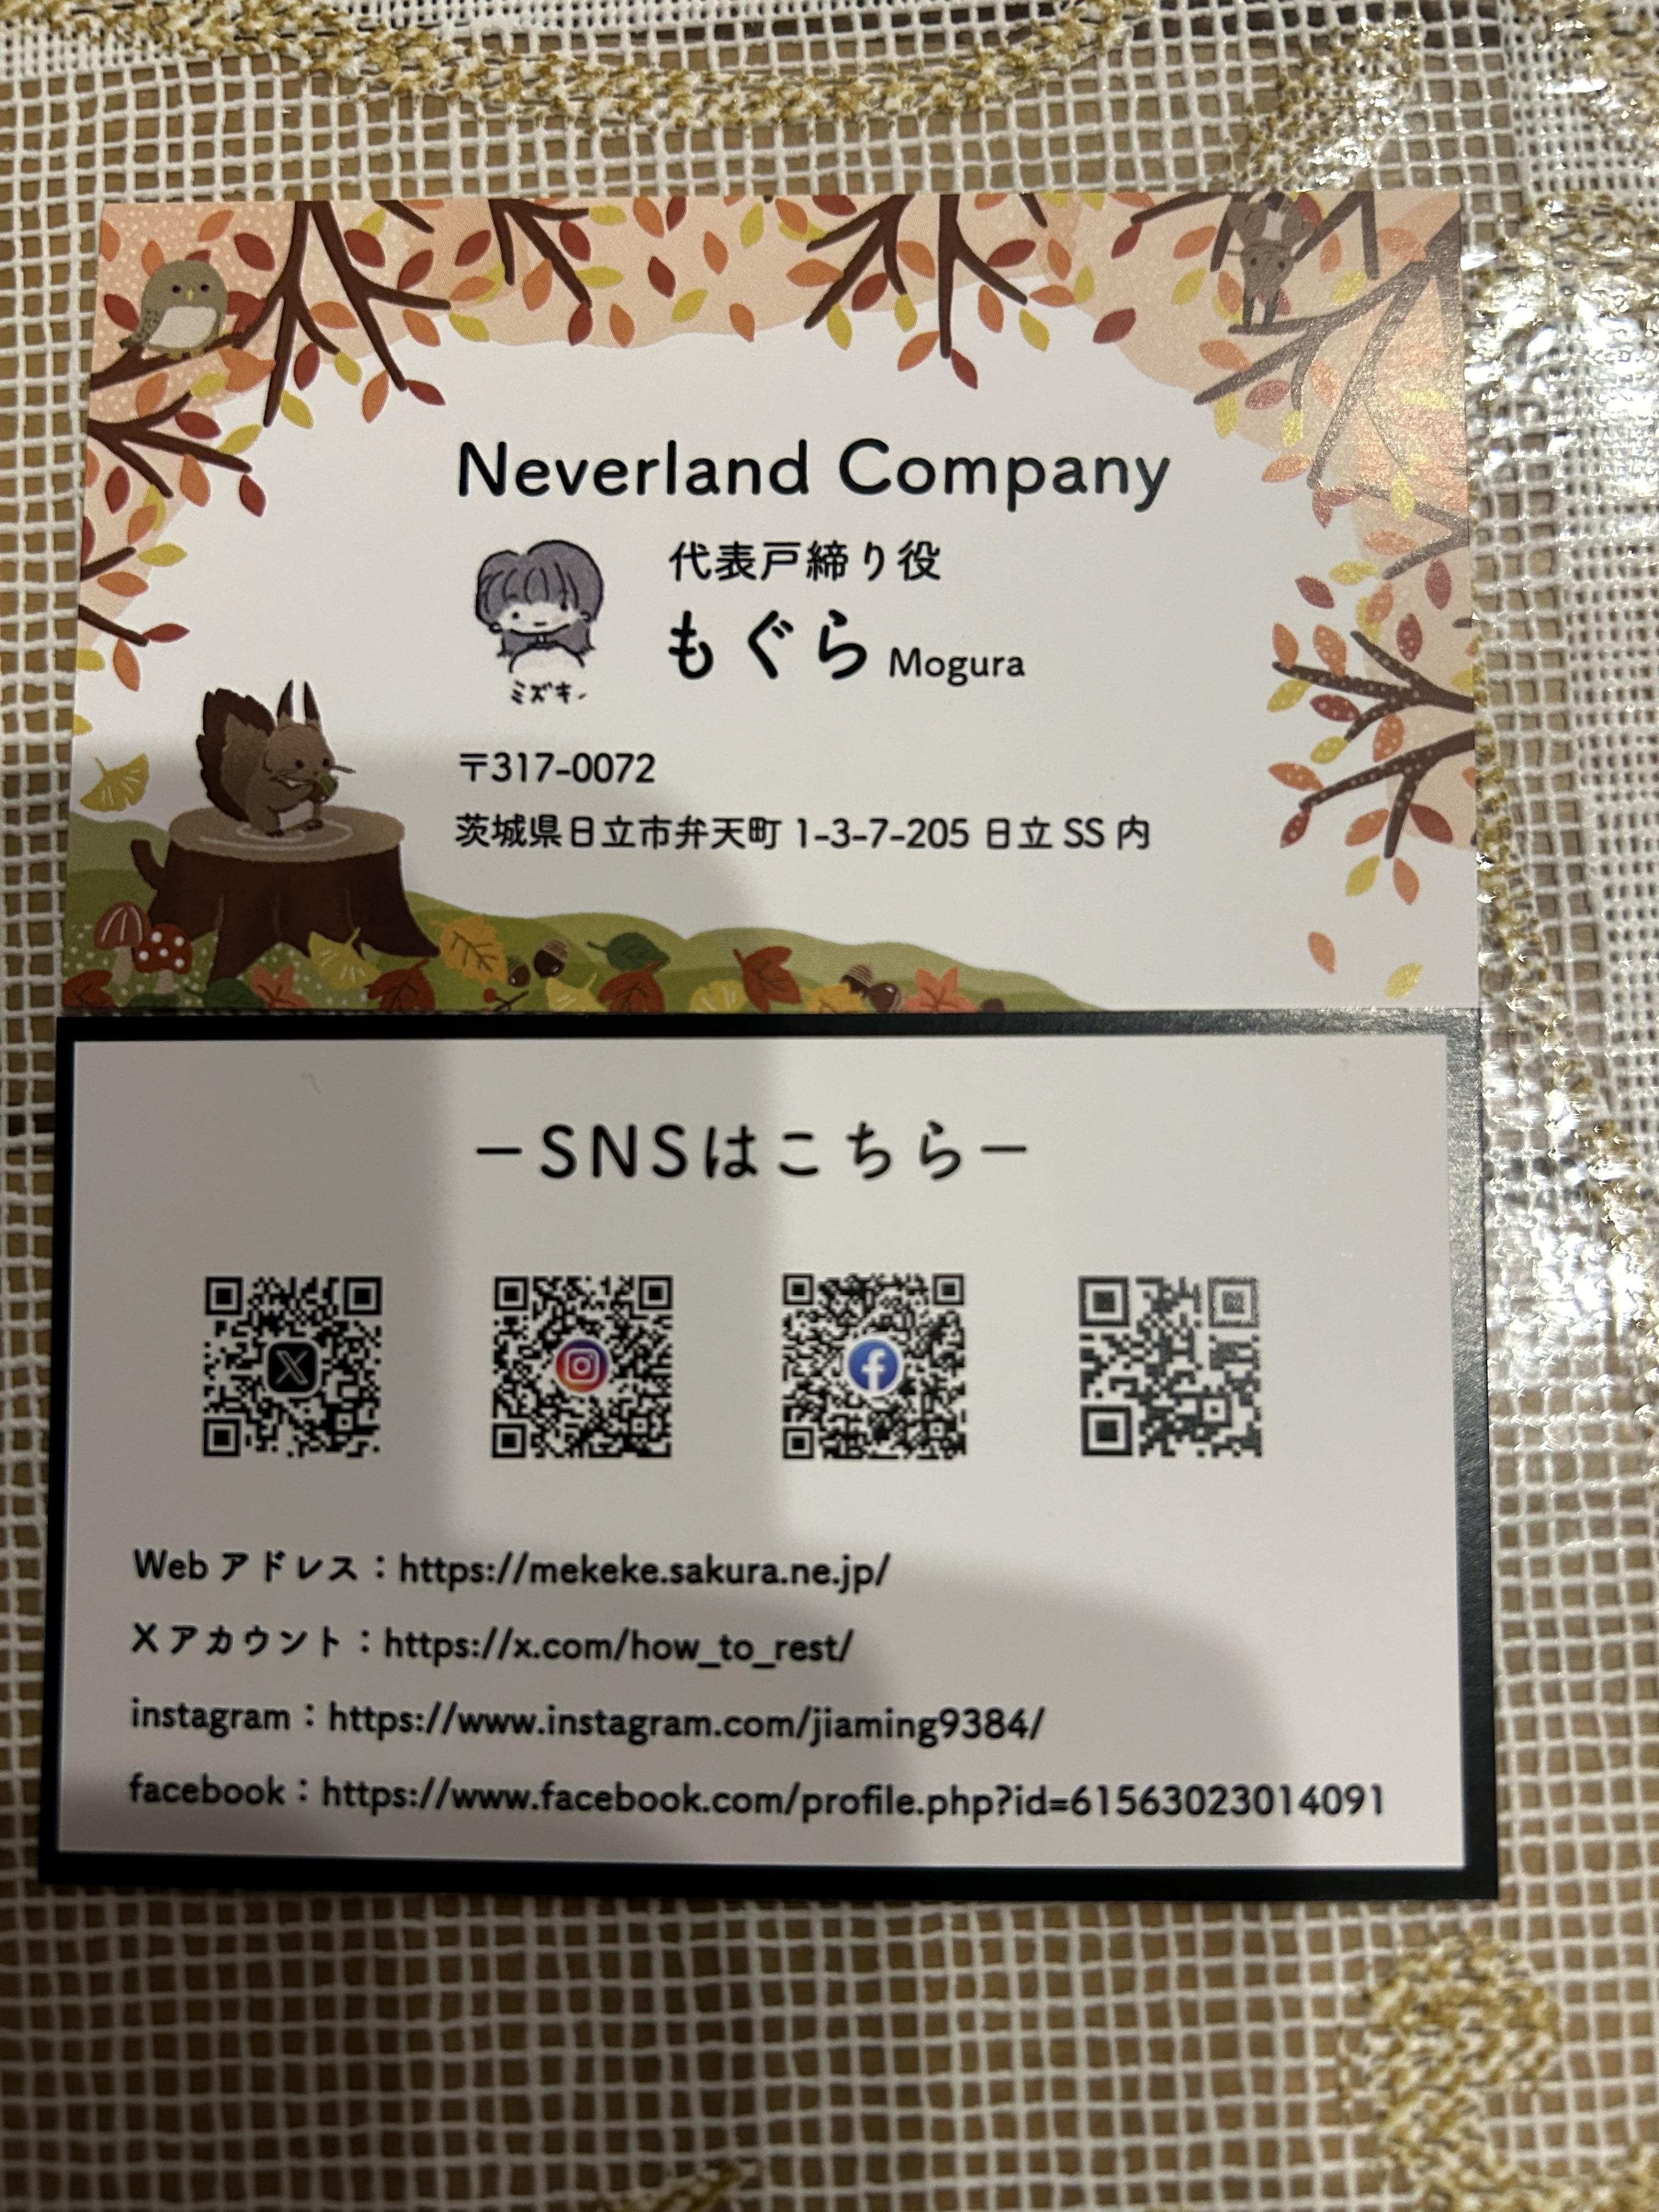 Neverland Company
代表戸締り役
もぐら Mogura
ミズキー
〒317-0072
茨城県日立市弁天町 1-3-7-205 日立 SS 内
－SNSはこちら－
Web アドレス：https://mekeke.sakura.ne.jp/
X アカウント：https://x.com/how_to_rest/
instagram：https://www.instagram.com/jiaming9384/
facebook：https://www.facebook.com/profile.php?id=61563023014091